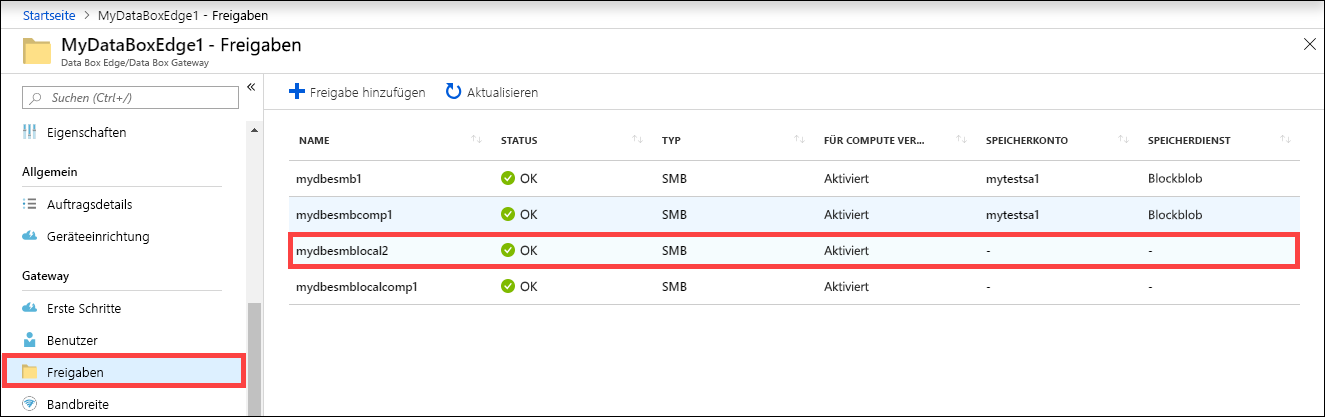 Startseite > MyDataBoxEdge1 - Freigaben
MyDataBoxEdge1 - Freigaben
Data Box Edge/Data Box Gateway
Suchen (Ctrl+/)
Eigenschaften
Allgemein
Auftragsdetails
Geräteeinrichtung
Gateway
Erste Schritte
Benutzer
Freigaben
Bandbreite
Freigabe hinzufügen Aktualisieren
NAME STATUS TYP FÜR COMPUTE VER... SPEICHERKONTO SPEICHERDIENST
mydbesmb1 OK SMB Aktiviert mytestsa1 Blockblob
mydbesmbcomp1 OK SMB Aktiviert mytestsa1 Blockblob
mydbesmblocal2 OK SMB Aktiviert - -
mydbesmblocalcomp1 OK SMB Aktiviert - -